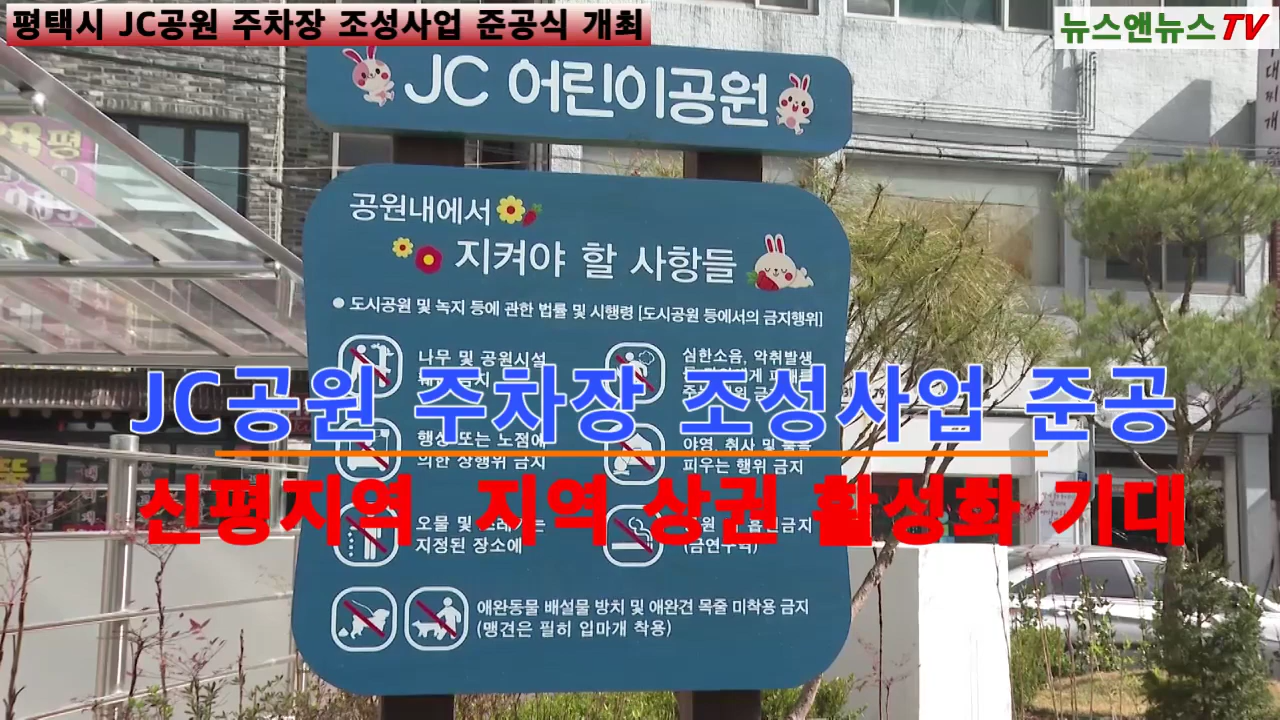 평택시 JC공원 주차장 조성사업 준공식 개최
뉴스앤뉴스TV
JC 어린이공원
공원내에서
지켜야 할 사항들
● 도시공원 및 녹지 등에 관한 법률 및 시행령 [도시공원 등에서의 금지행위]
나무 및 공원시설
심한소음, 악취발생
JC공원 주차장 조성사업 준공
행상 또는 노점에
의한 상행위 금지
야영, 취사 및 불을
피우는 행위 금지
신평지역 지역 상권 활성화 기대
오물 및
지정된 장소에
흡연금지
(금연구역)
애완동물 배설물 방치 및 애완견 목줄 미착용 금지
(맹견은 필히 입마개 착용)